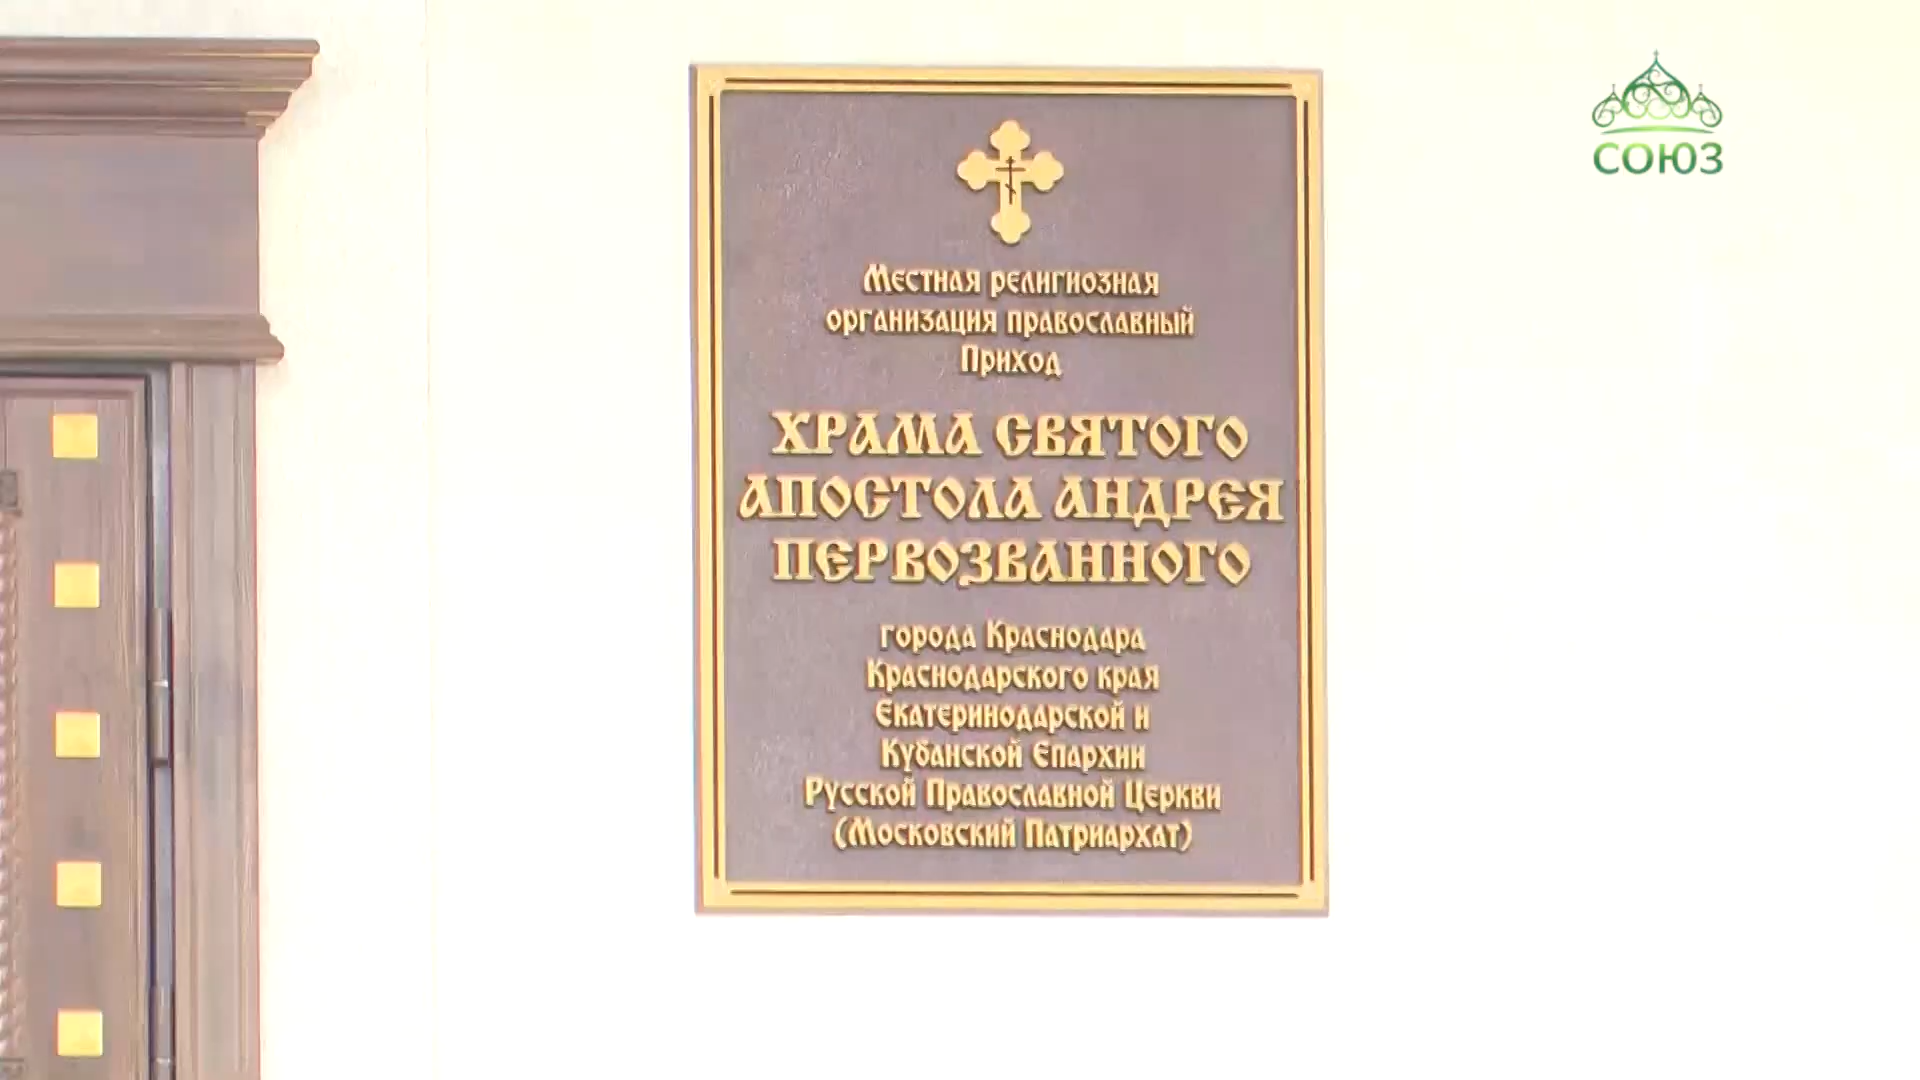 СОЮЗ
Местная религиозная
организация православный
Приход
ХРАМА СВЯТОГО
АПОСТОЛА АНДРЕЯ
ПЕРВОЗВАННОГО
города Краснодара
Краснодарского края
Екатеринодарской и
Кубанской Епархии
Русской Православной Церкви
(Московский Патриархат)